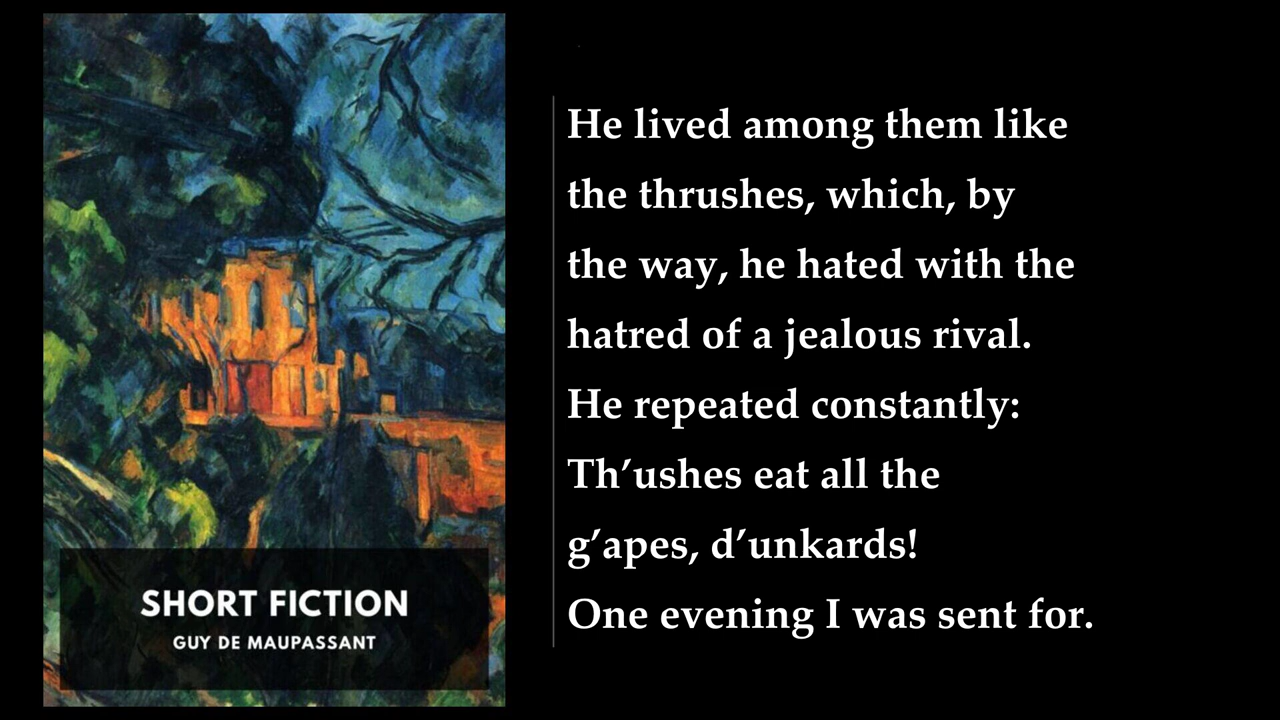 SHORT FICTION
GUY DE MAUPASSANT
He lived among them like
the thrushes, which, by
the way, he hated with the
hatred of a jealous rival.
He repeated constantly:
Th’ushes eat all the
g’apes, d’unkards!
One evening I was sent for.